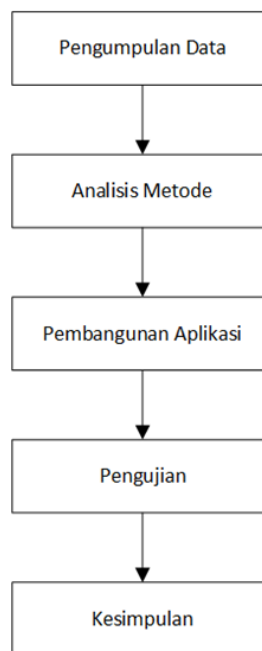 Pengumpulan Data
Analisis Metode
Pembangunan Aplikasi
Pengujian
Kesimpulan